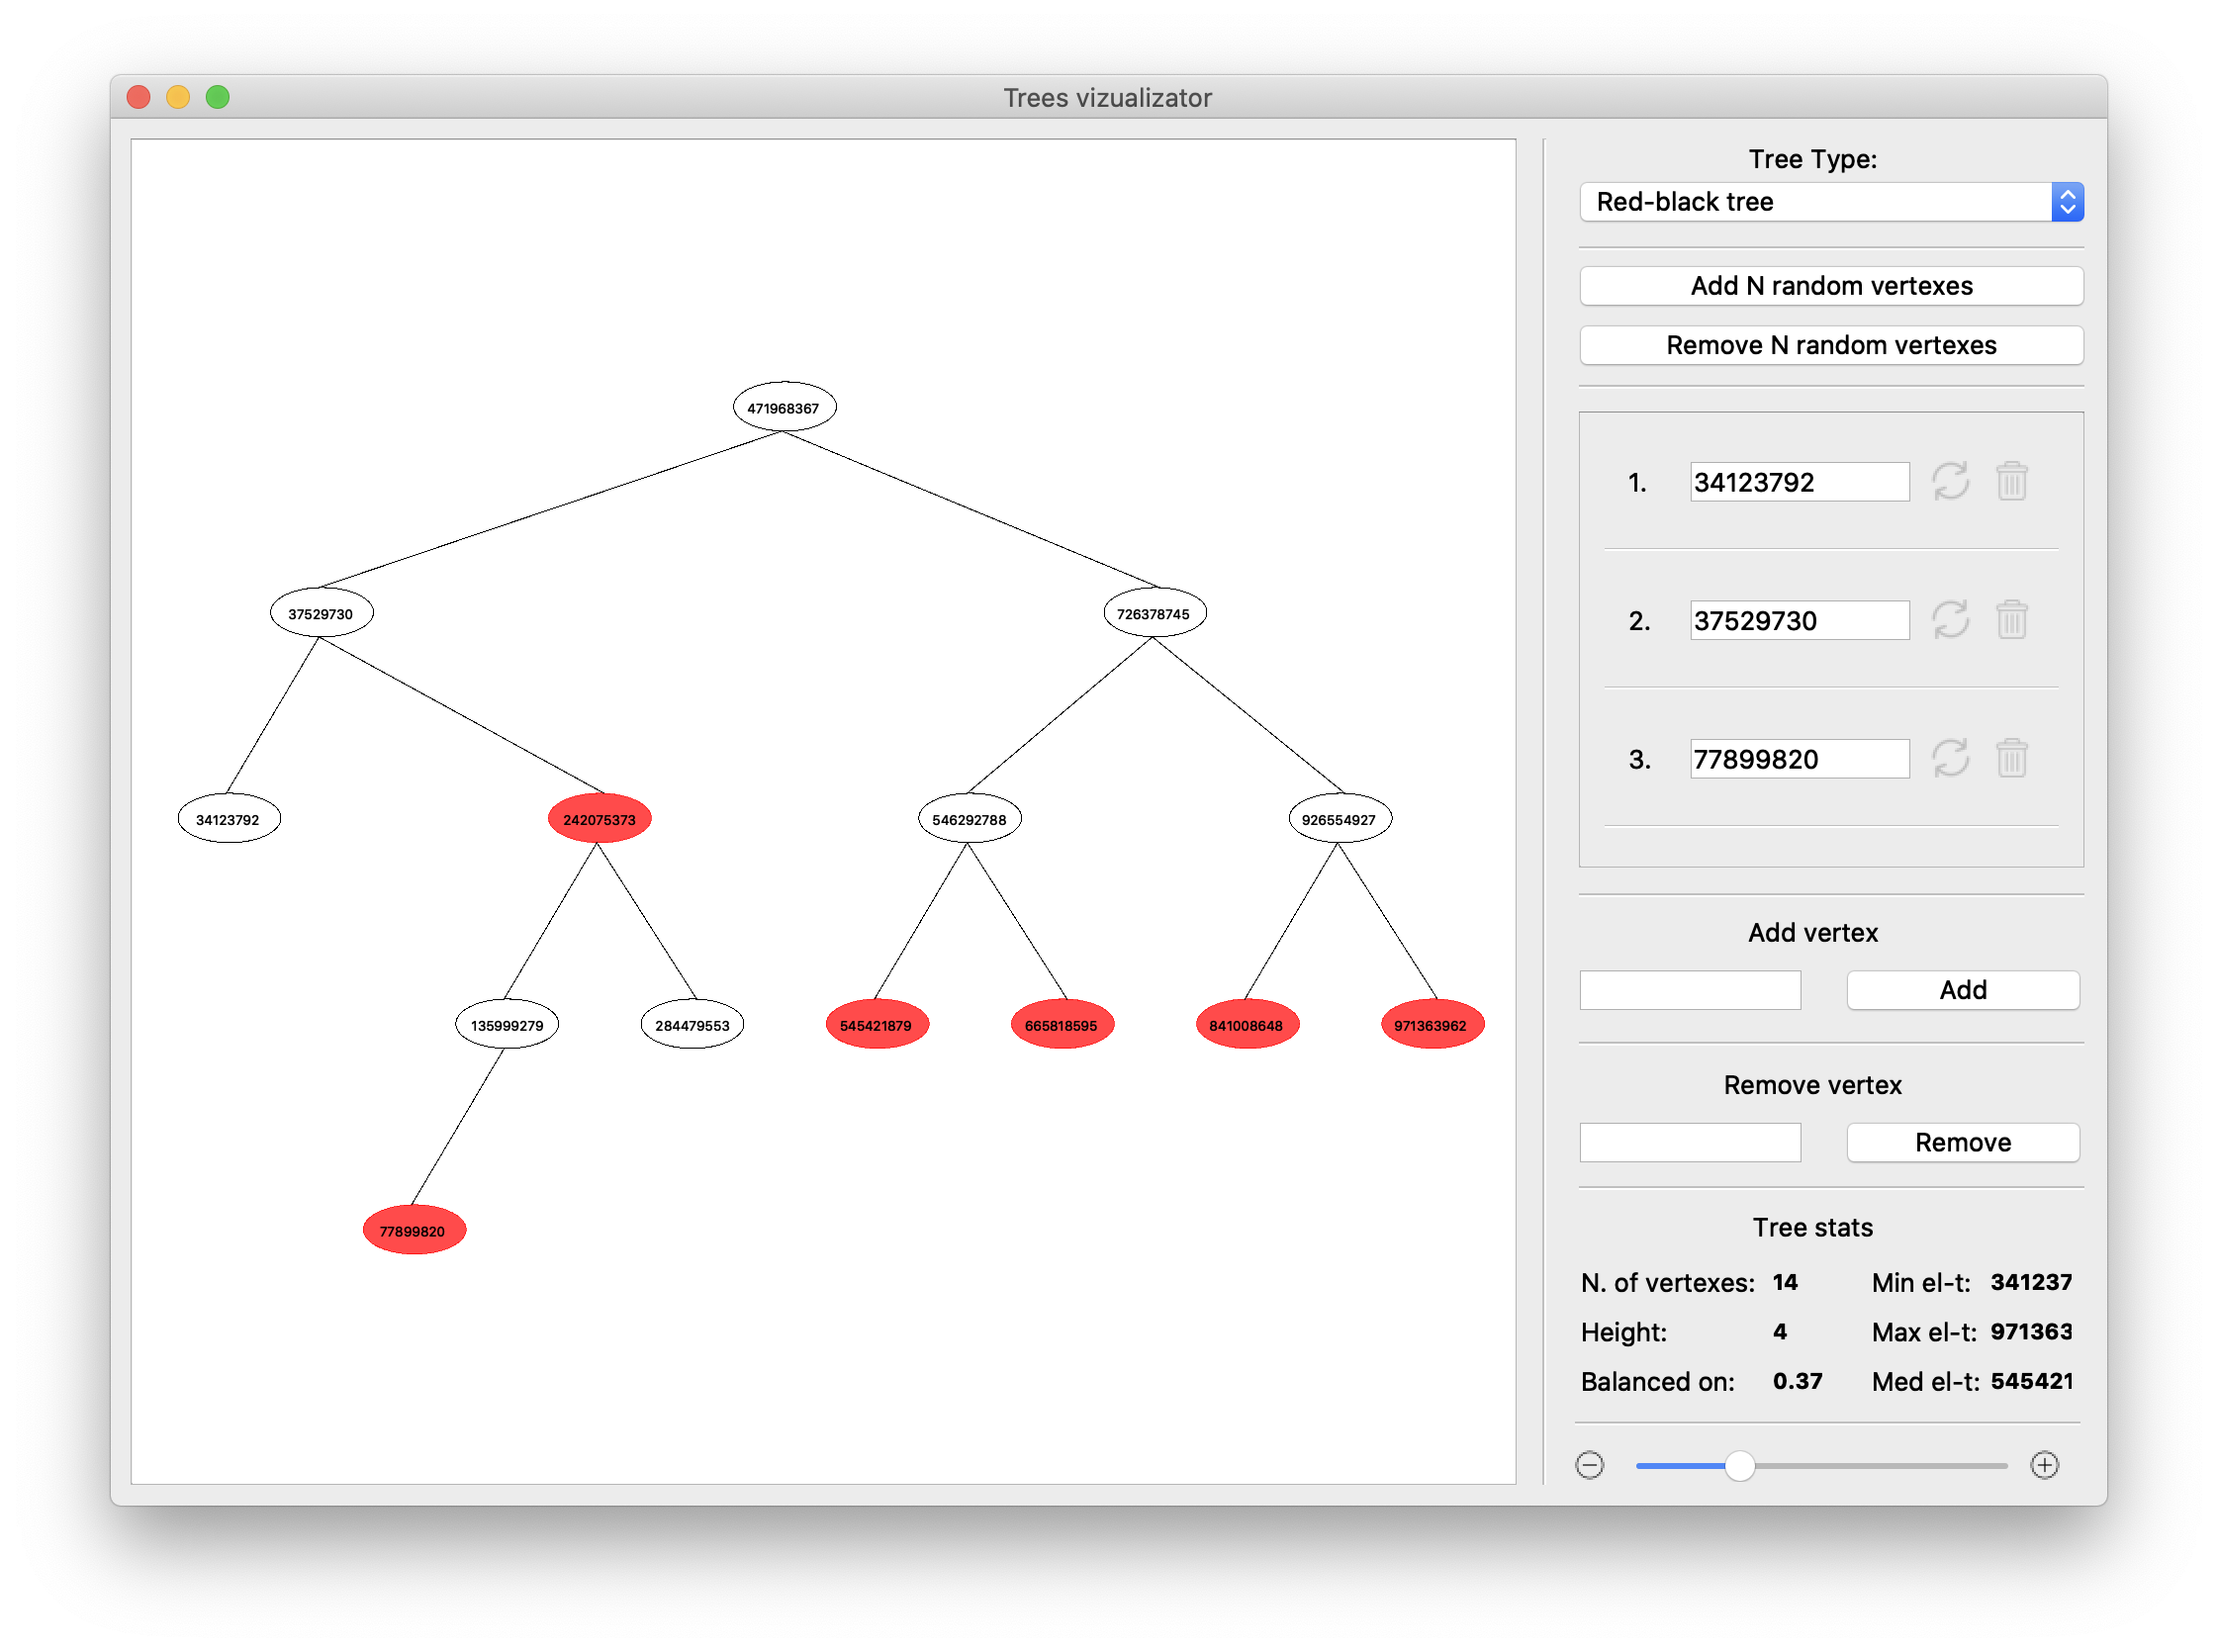 Trees vizualizator
471968367
37529730
726378745
34123792
242075373
546292788
926554927
135999279
284479553
545421879
665818595
841008648
971363962
77899820
Tree Type:
Red-black tree
Add N random vertexes
Remove N random vertexes
1. 34123792
2. 37529730
3. 77899820
Add vertex
Add
Remove vertex
Remove
Tree stats
N. of vertexes: 14 Min el-t: 341237
Height: 4 Max el-t: 971363
Balanced on: 0.37 Med el-t: 545421